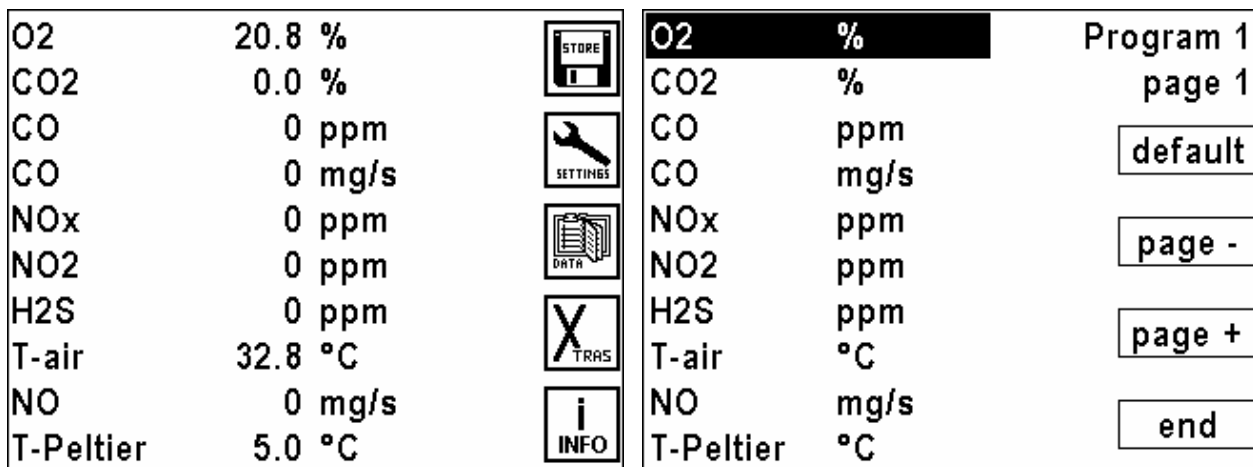 O2 20.8 %
CO2 0.0 %
CO 0 ppm
CO 0 mg/s
NOx 0 ppm
NO2 0 ppm
H2S 0 ppm
T-air 32.8 °C
NO 0 mg/s
T-Peltier 5.0 °C
STORE
SETTINGS
DATA
XTRAS
i
INFO
O2 %
CO2 %
CO ppm
CO mg/s
NOx ppm
NO2 ppm
H2S ppm
T-air °C
NO mg/s
T-Peltier °C
Program 1
page 1
default
page -
page +
end